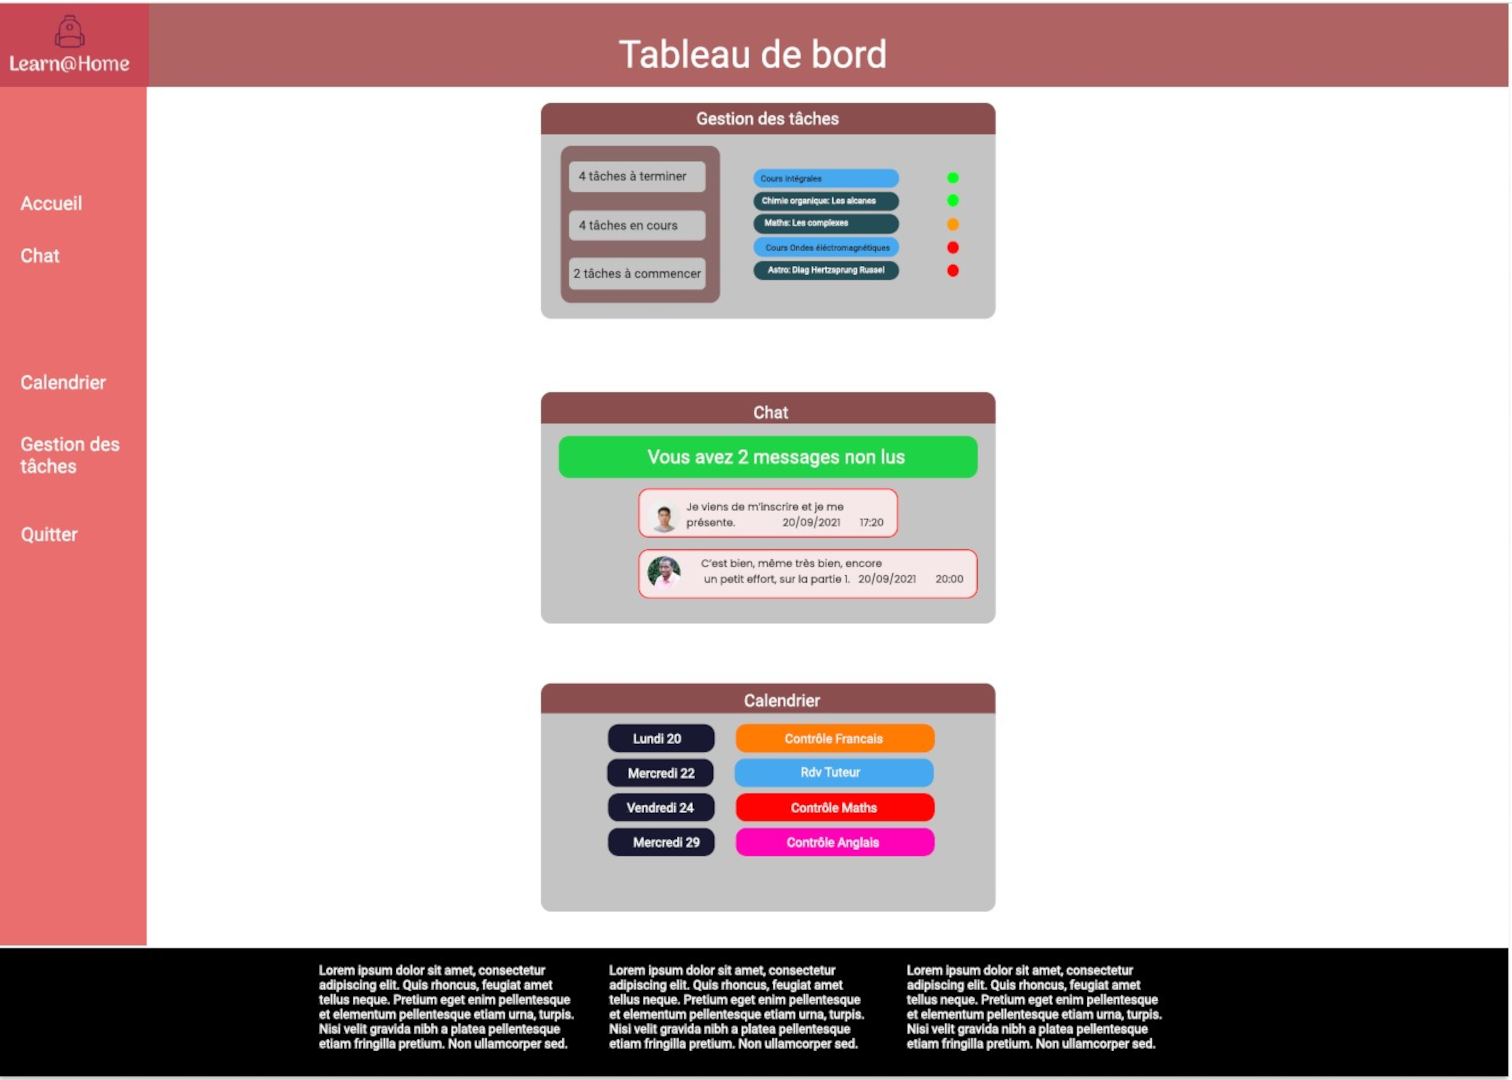 Learn@Home
Tableau de bord
Accueil
Chat
Calendrier
Gestion des
tâches
Quitter
Gestion des tâches
4 tâches à terminer
4 tâches en cours
2 tâches à commencer
Cours Intégrales
Chimie organique: Les alcanes
Maths: Les complexes
Cours Ondes éléctromagnétiques
Astro: Diag Hertzsprung Russel
Chat
Vous avez 2 messages non lus
Je viens de m'inscrire et je me
présente. 20/09/2021 17:20
C'est bien, même très bien, encore
un petit effort, sur la partie 1. 20/09/2021 20:00
Calendrier
Lundi 20 Contrôle Francais
Mercredi 22 Rdv Tuteur
Vendredi 24 Contrôle Maths
Mercredi 29 Contrôle Anglais
Lorem ipsum dolor sit amet, consectetur
adipiscing elit. Quis rhoncus, feugiat amet
tellus neque. Pretium eget enim pellentesque
et elementum pellentesque etiam urna, turpis.
Nisi velit gravida nibh a platea pellentesque
etiam fringilla pretium. Non ullamcorper sed.
Lorem ipsum dolor sit amet, consectetur
adipiscing elit. Quis rhoncus, feugiat amet
tellus neque. Pretium eget enim pellentesque
et elementum pellentesque etiam urna, turpis.
Nisi velit gravida nibh a platea pellentesque
etiam fringilla pretium. Non ullamcorper sed.
Lorem ipsum dolor sit amet, consectetur
adipiscing elit. Quis rhoncus, feugiat amet
tellus neque. Pretium eget enim pellentesque
et elementum pellentesque etiam urna, turpis.
Nisi velit gravida nibh a platea pellentesque
etiam fringilla pretium. Non ullamcorper sed.